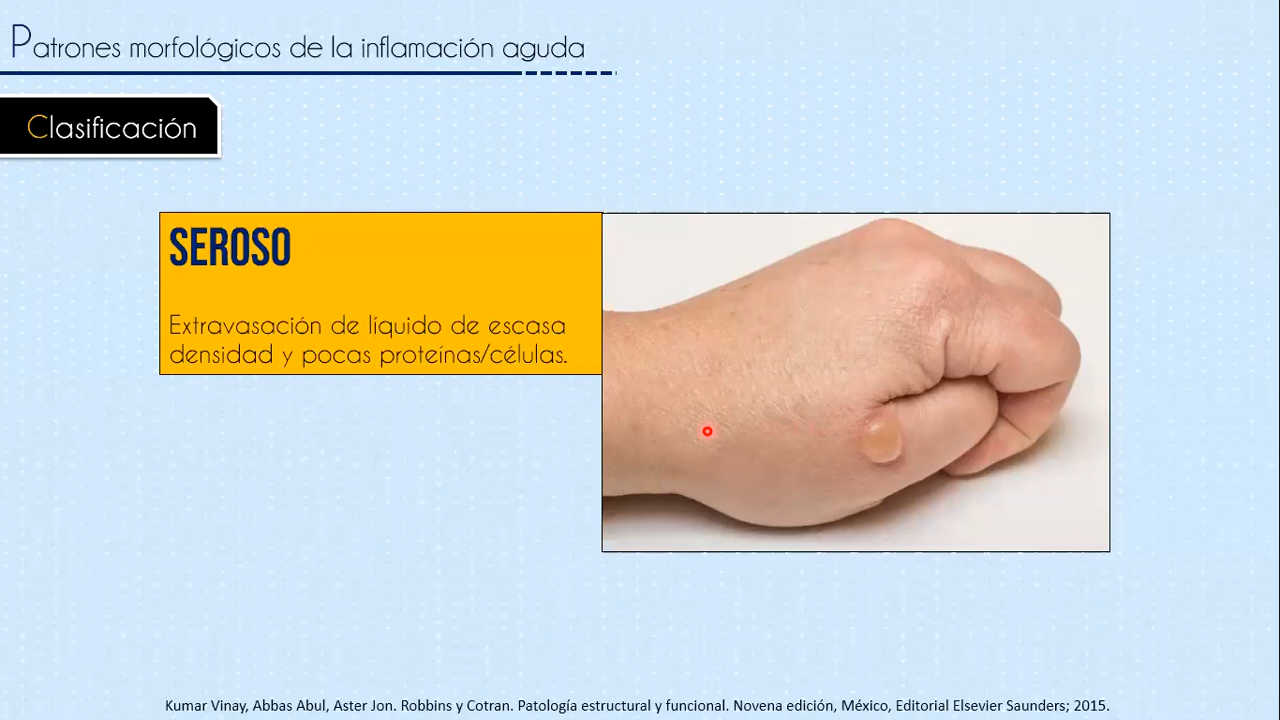 Patrones morfológicos de la inflamación aguda
Clasificación
SEROSO
Extravasación de líquido de escasa
densidad y pocas proteínas/células.
Kumar Vinay, Abbas Abul, Aster Jon. Robbins y Cotran. Patología estructural y funcional. Novena edición, México, Editorial Elsevier Saunders; 2015.